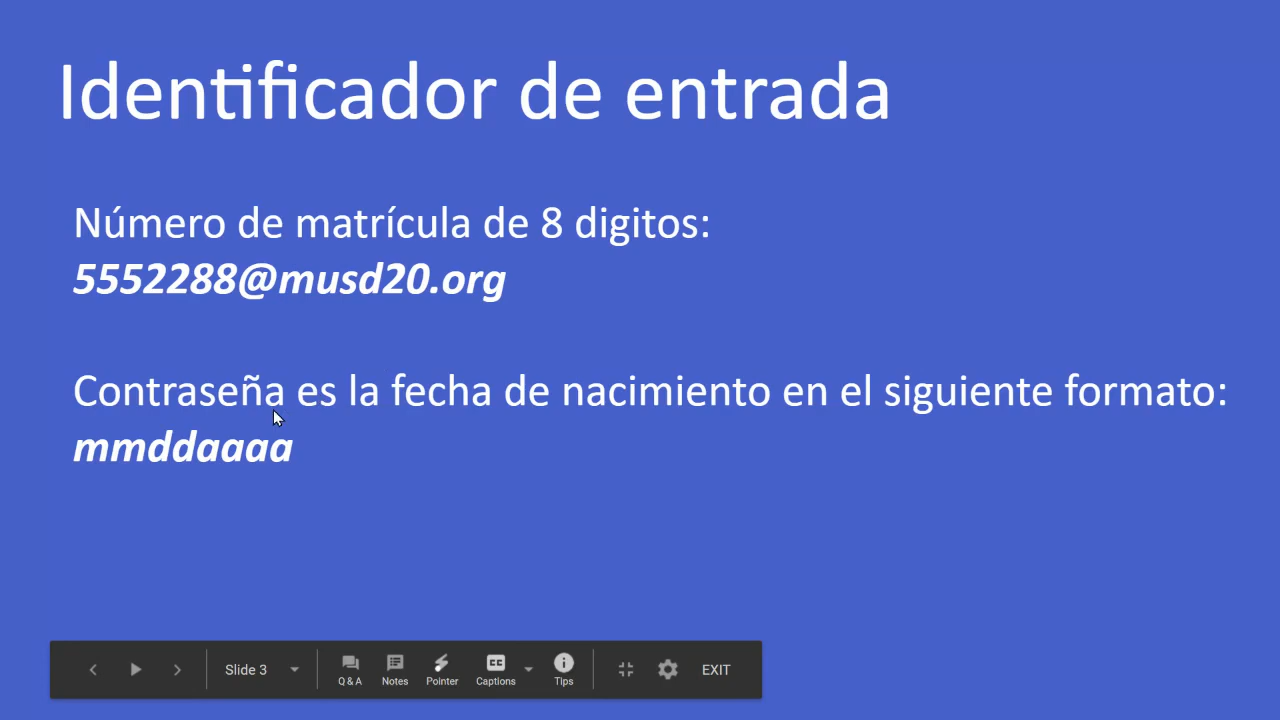 Identificador de entrada
Número de matrícula de 8 digitos:
5552288@musd20.org
Contraseña es la fecha de nacimiento en el siguiente formato:
mmddaaaa
Slide 3 Q & A Notes Pointer CC Captions Tips EXIT